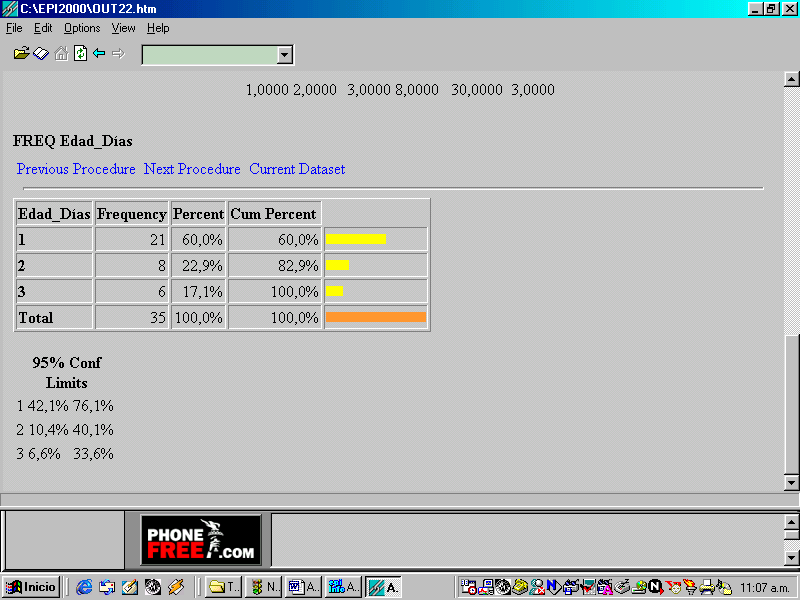 C:\EPI2000\OUT22.htm
File Edit Options View Help
1,0000 2,0000 3,0000 8,0000 30,0000 3,0000
FREQ Edad_Días
Previous Procedure Next Procedure Current Dataset
Edad_Días Frequency Percent Cum Percent
1 21 60,0% 60,0%
2 8 22,9% 82,9%
3 6 17,1% 100,0%
Total 35 100,0% 100,0%
95% Conf
Limits
1 42,1% 76,1%
2 10,4% 40,1%
3 6,6% 33,6%
PHONE
FREE .COM
Inicio T.. N.. A.. A.. A. 11:07 a.m.